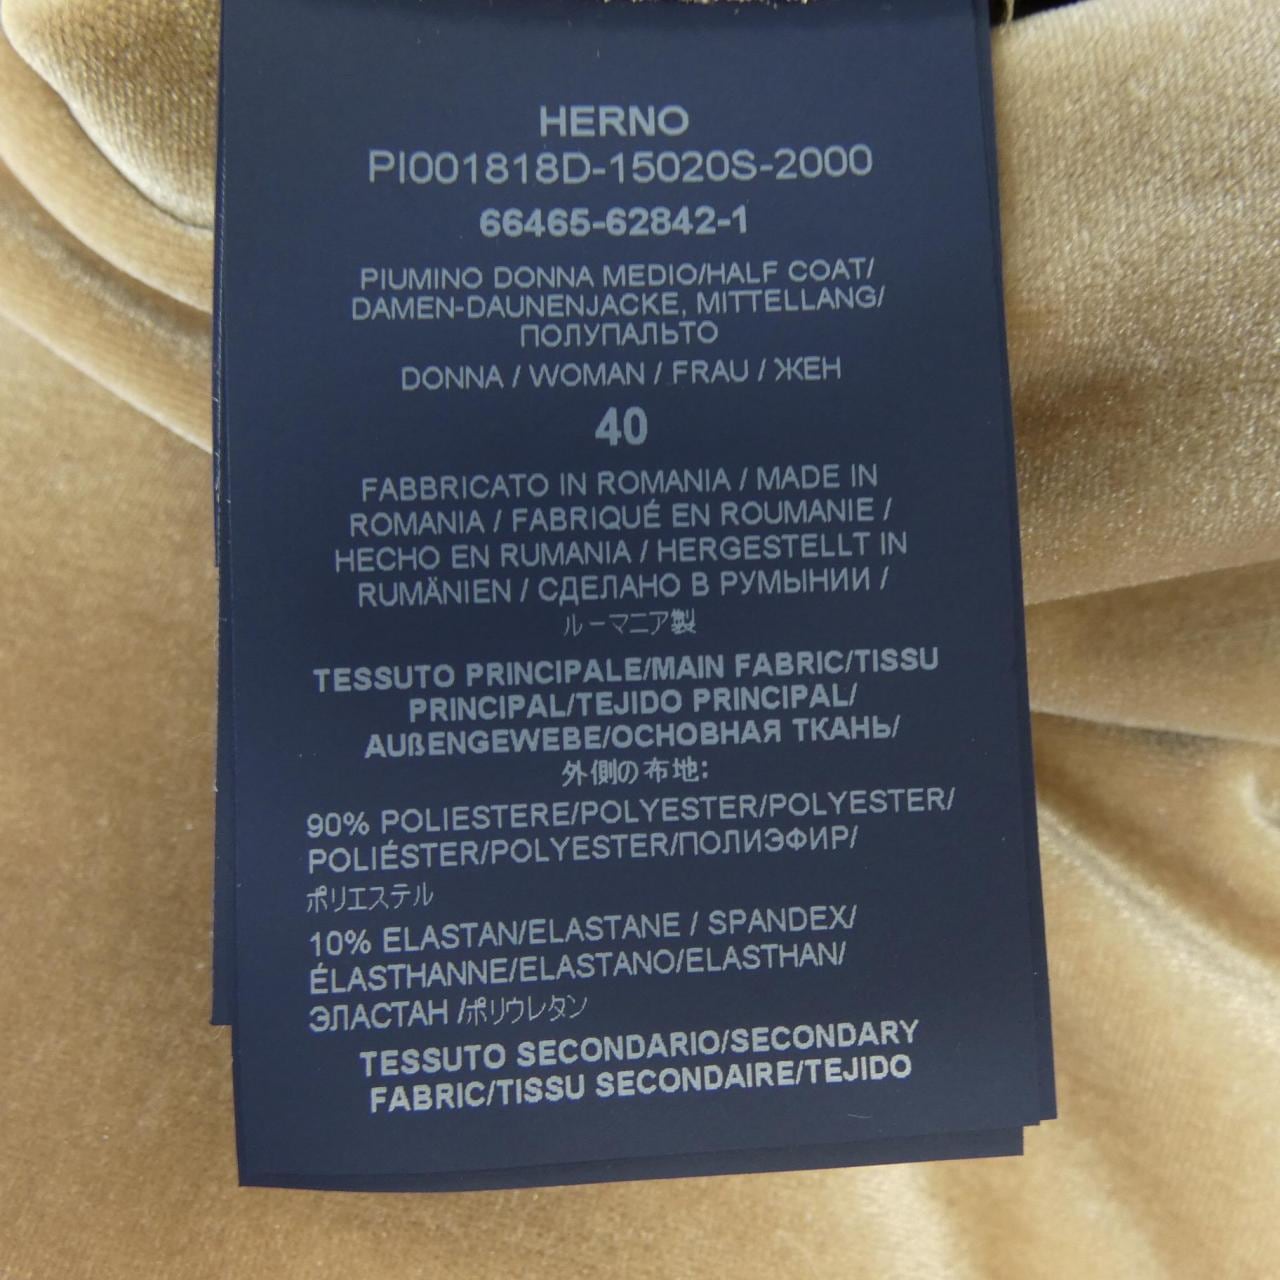 HERNO
PI001818D-15020S-2000
66465-62842-1
PIUMINO DONNA MEDIO/HALF COAT/
DAMEN-DAUNENJACKE, MITTELLANG/
ПОЛУПАЛЬТО
DONNA / WOMAN / FRAU / ЖЕН
40
FABBRICATO IN ROMANIA / MADE IN
ROMANIA / FABRIQUÉ EN ROUMANIE /
HECHO EN RUMANIA / HERGESTELLT IN
RUMÄNIEN / СДЕЛАНО В РУМЫНИИ /
ルーマニア製
TESSUTO PRINCIPALE/MAIN FABRIC/TISSU
PRINCIPAL/TEJIDO PRINCIPAL/
AUßENGEWEBE/ОСНОВНАЯ ТКАНЬ/
外側の布地:
90% POLIESTERE/POLYESTER/POLYESTER/
POLIÉSTER/POLYESTER/ПОЛИЭФИР/
ポリエステル
10% ELASTAN/ELASTANE / SPANDEX/
ÉLASTHANNE/ELASTANO/ELASTHAN/
ЭЛАСТАН /ポリウレタン
TESSUTO SECONDARIO/SECONDARY
FABRIC/TISSU SECONDAIRE/TEJIDO